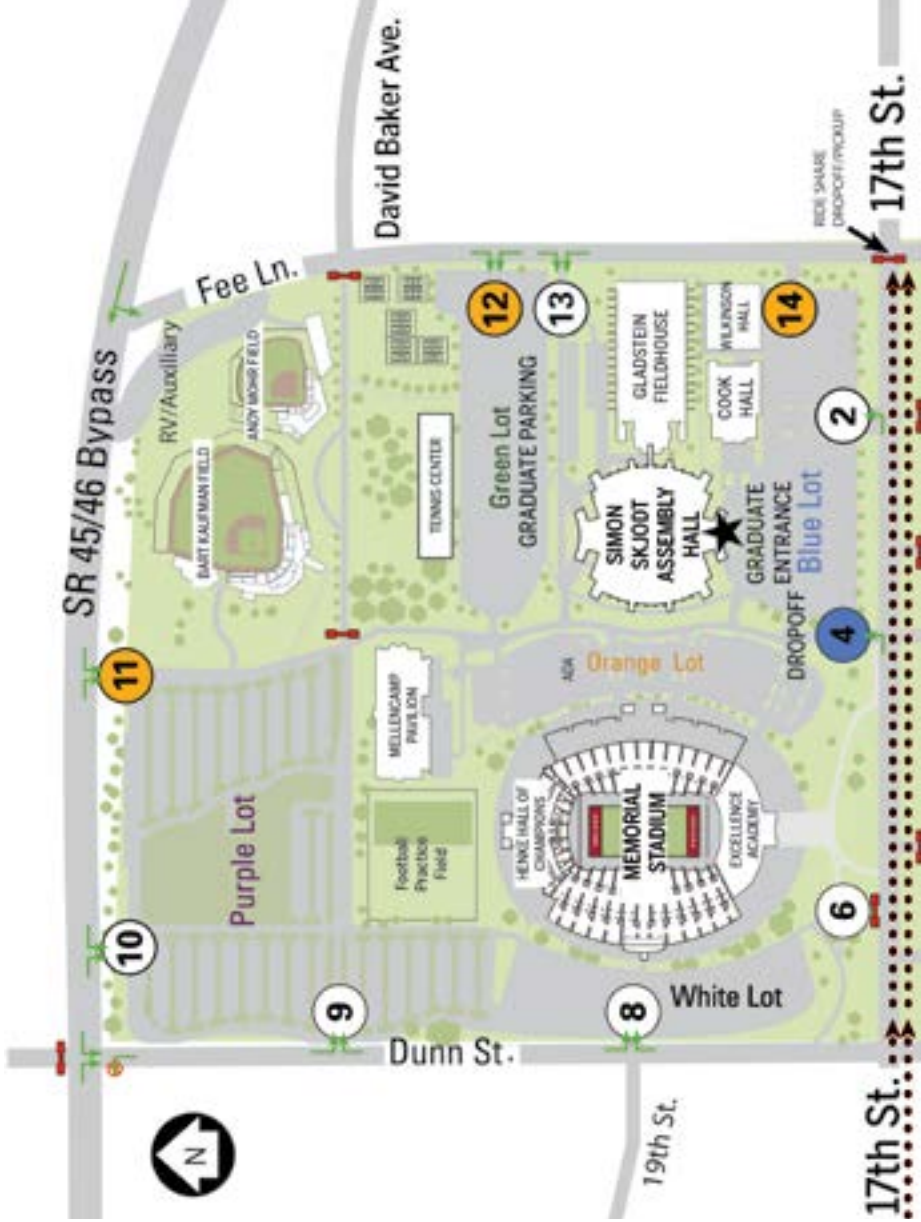 SR 45/46 Bypass
Fee Ln.
RV/Auxiliary
BART KAUFMAN FIELD
ANDY MOHR FIELD
David Baker Ave.
11
10
Purple Lot
9
Dunn St.
N
MELLENCAMP
PAVILION
Football
Practice
Field
TENNIS CENTER
Green Lot
GRADUATE PARKING
12
13
GLADSTEIN
FIELDHOUSE
WILKINSON
HALL
COOK
HALL
14
SIMON
SKJODT
ASSEMBLY
HALL
GRADUATE
ENTRANCE
Blue Lot
2
ADA
Orange Lot
DROPOFF
4
HENKE HALL OF
CHAMPIONS
MEMORIAL
STADIUM
EXCELLENCE
ACADEMY
6
8
White Lot
19th St.
17th St.
RIDE SHARE
DROPOFF/PICKUP
17th St.